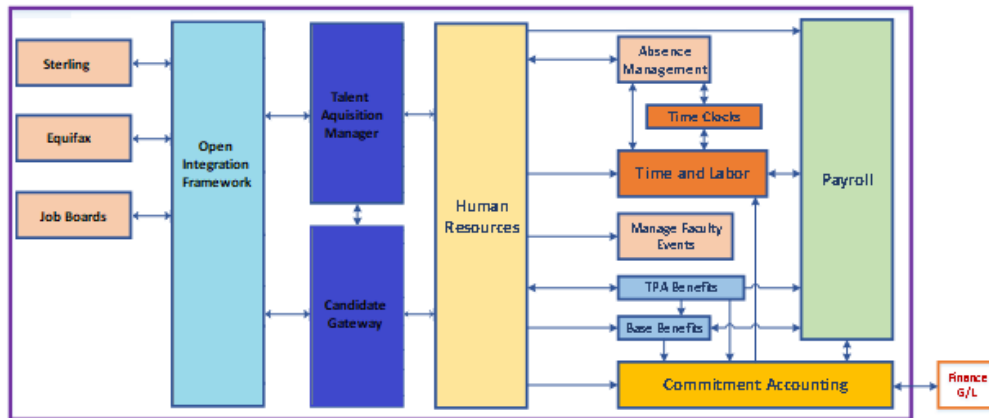 Sterling
Equifax
Job Boards
Open
Integration
Framework
Talent
Aquisition
Manager
Candidate
Gateway
Human
Resources
Absence
Management
Time Clocks
Time and Labor
Manage Faculty
Events
TPA Benefits
Base Benefits
Commitment Accounting
Payroll
Finance
G/L